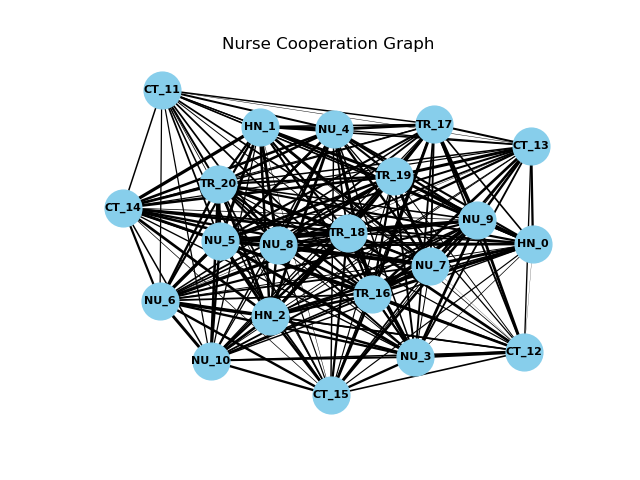 Nurse Cooperation Graph
CT_11
HN_1
NU_4
TR_17
CT_13
TR_20
TR_19
CT_14
NU_5
NU_8
TR_18
NU_9
HN_0
NU_7
NU_6
TR_16
HN_2
NU_10
NU_3
CT_12
CT_15